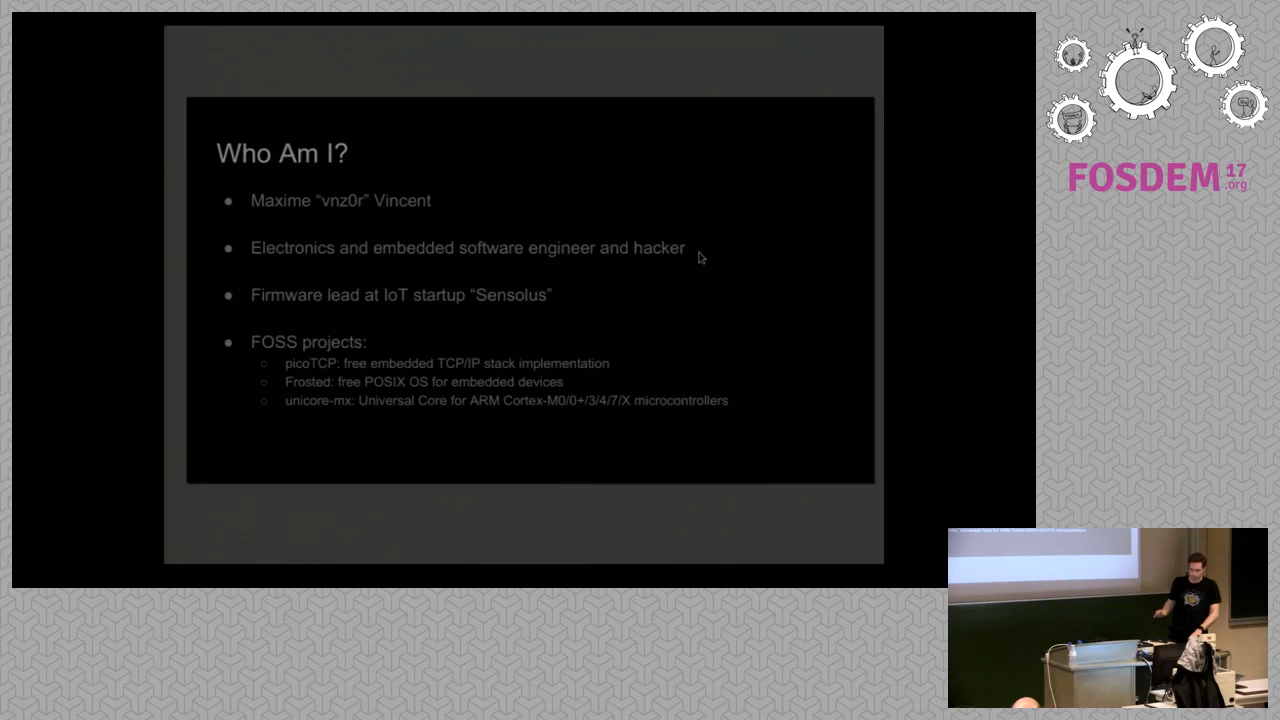 Who Am I?
● Maxime “vnz0r” Vincent
● Electronics and embedded software engineer and hacker
● Firmware lead at IoT startup “Sensolus”
● FOSS projects:
○ picoTCP: free embedded TCP/IP stack implementation
○ Frosted: free POSIX OS for embedded devices
○ unicore-mx: Universal Core for ARM Cortex-M0/0+/3/4/7/X microcontrollers
FOSDEM 17
.org